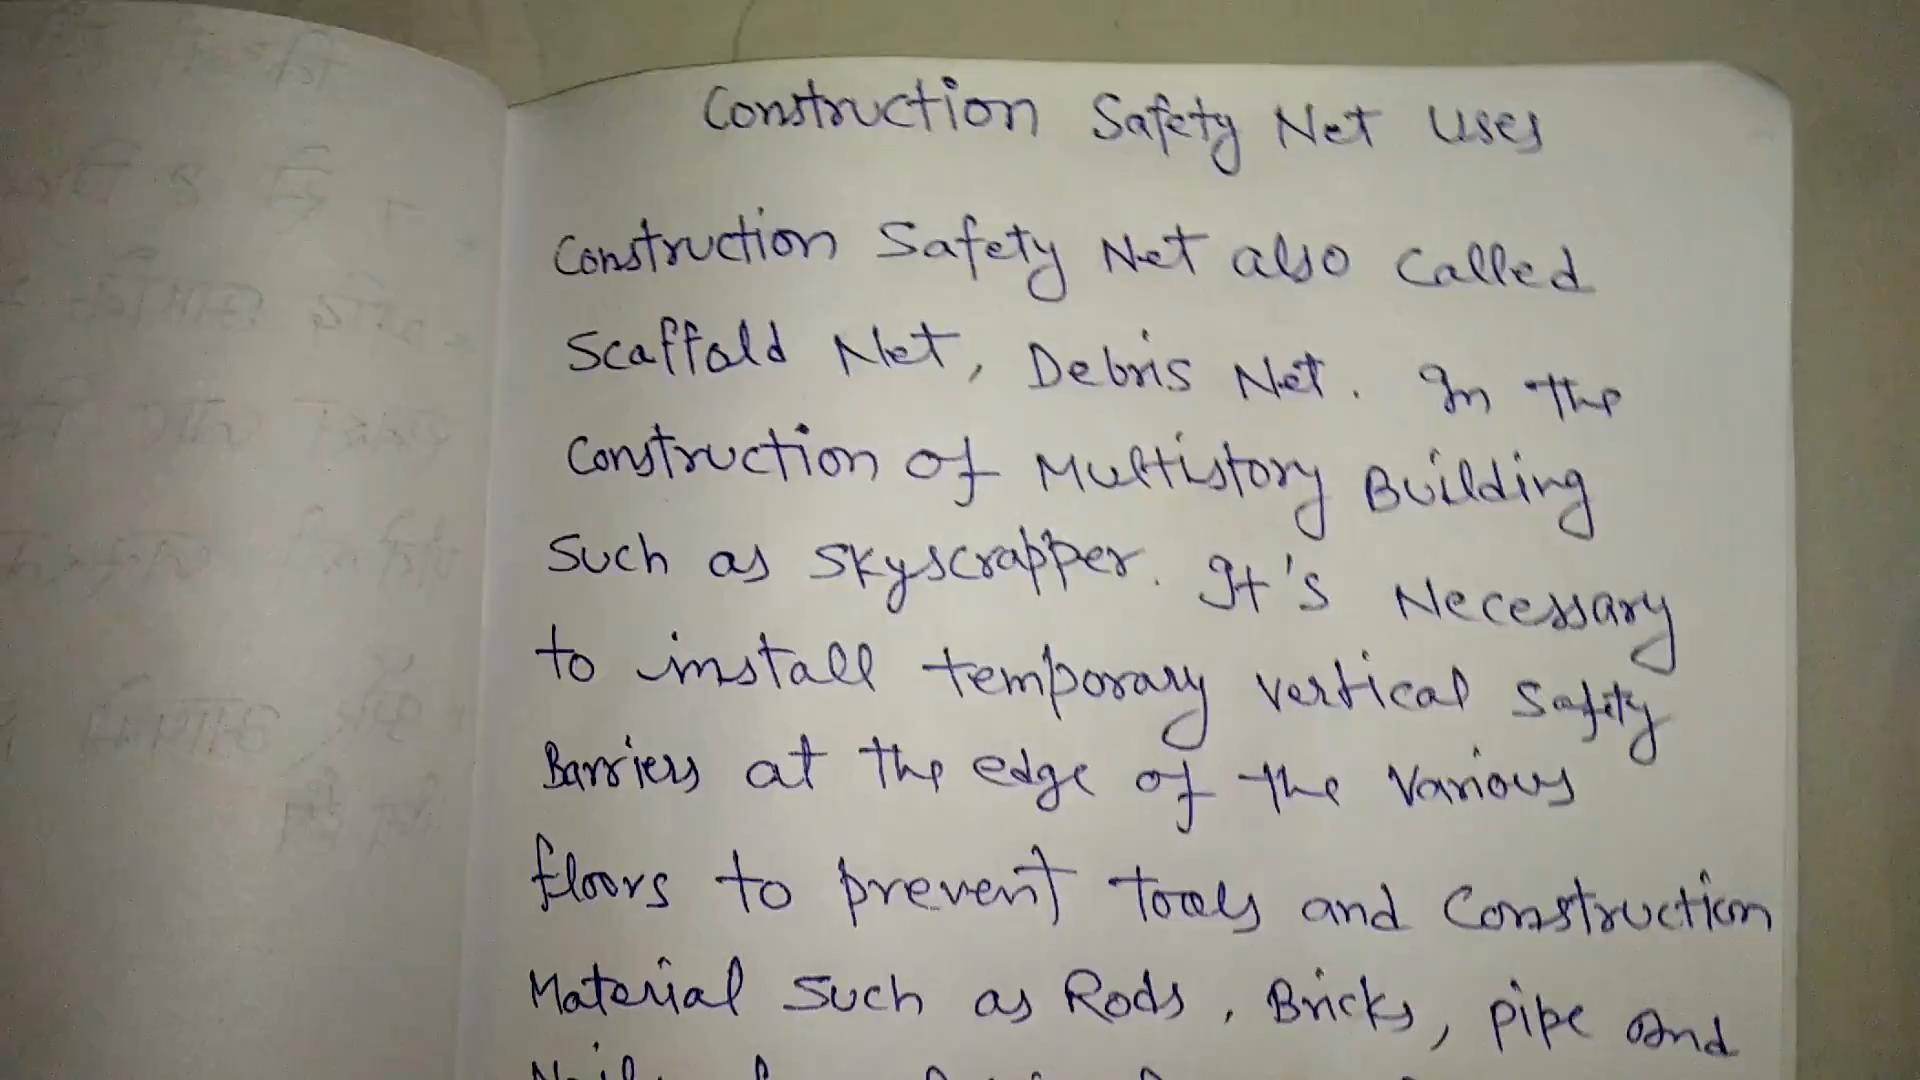 Construction Safety Net Uses
Construction Safety Net also called
Scaffold Net, Debris Net. In the
Construction of Multistory Building
Such as Skyscrapper. It's Necessary
to install temporary vertical Safety
Barriers at the edge of the Various
floors to prevent tools and Construction
Material Such as Rods, Bricks, pipe and